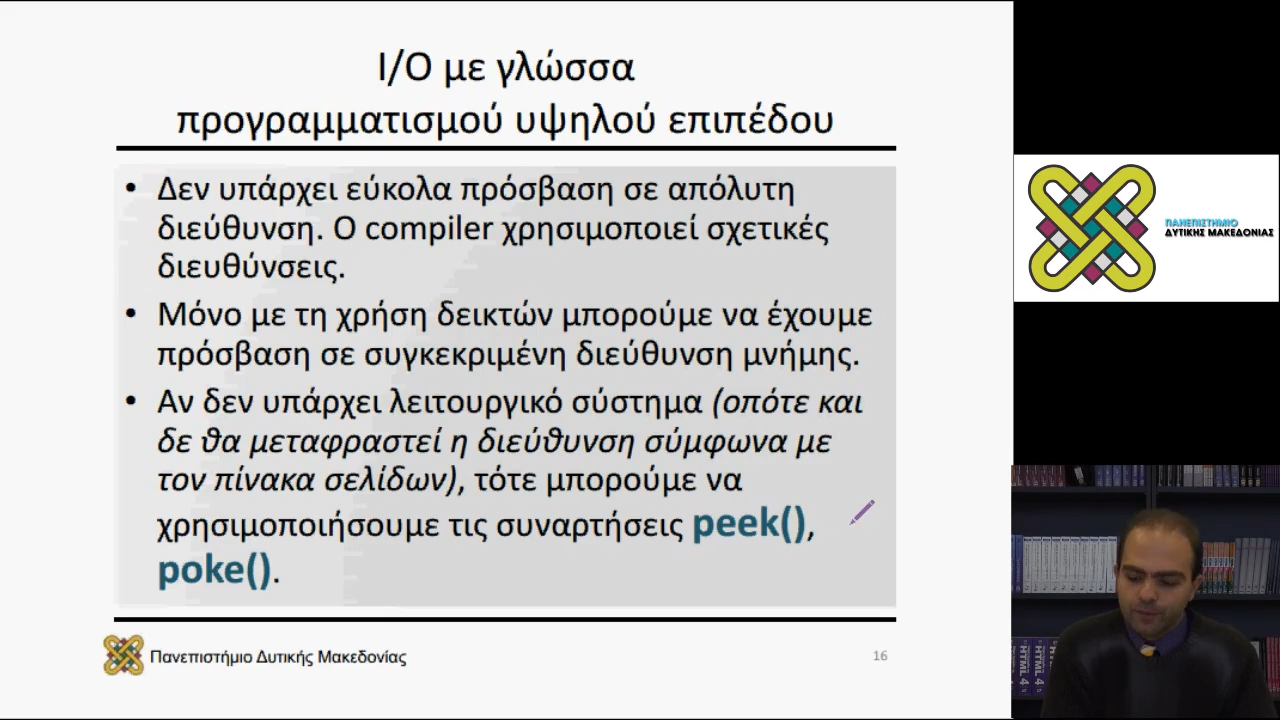 I/O με γλώσσα
προγραμματισμού υψηλού επιπέδου
• Δεν υπάρχει εύκολα πρόσβαση σε απόλυτη
διεύθυνση. Ο compiler χρησιμοποιεί σχετικές
διευθύνσεις.
• Μόνο με τη χρήση δεικτών μπορούμε να έχουμε
πρόσβαση σε συγκεκριμένη διεύθυνση μνήμης.
• Αν δεν υπάρχει λειτουργικό σύστημα (οπότε και
δε θα μεταφραστεί η διεύθυνση σύμφωνα με
τον πίνακα σελίδων), τότε μπορούμε να
χρησιμοποιήσουμε τις συναρτήσεις peek(),
poke().
Πανεπιστήμιο Δυτικής Μακεδονίας
16
ΠΑΝΕΠΙΣΤΗΜΙΟ
ΔΥΤΙΚΗΣ ΜΑΚΕΔΟΝΙΑΣ
HTML 4